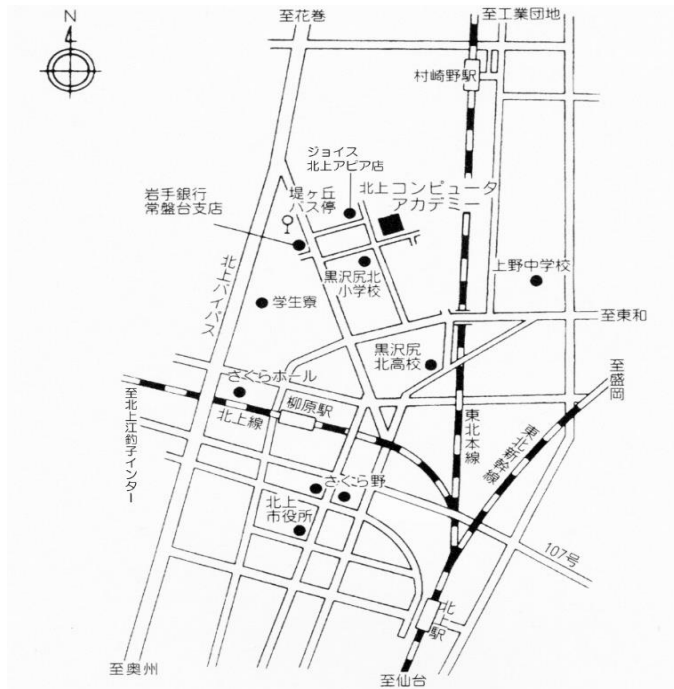 N
至花巻
至工業団地
村崎野駅
ジョイス
北上アピア店
岩手銀行
常盤台支店
堤ヶ丘
バス停
北上コンピュータ
アカデミー
北上バイパス
黒沢尻北
小学校
上野中学校
学生寮
至東和
黒沢尻
北高校
至盛岡
さくらホール
至北上江釣子インター
北上線
柳原駅
東北本線
東北新幹線
さくら野
北上
市役所
107号
北上駅
至奥州
至仙台